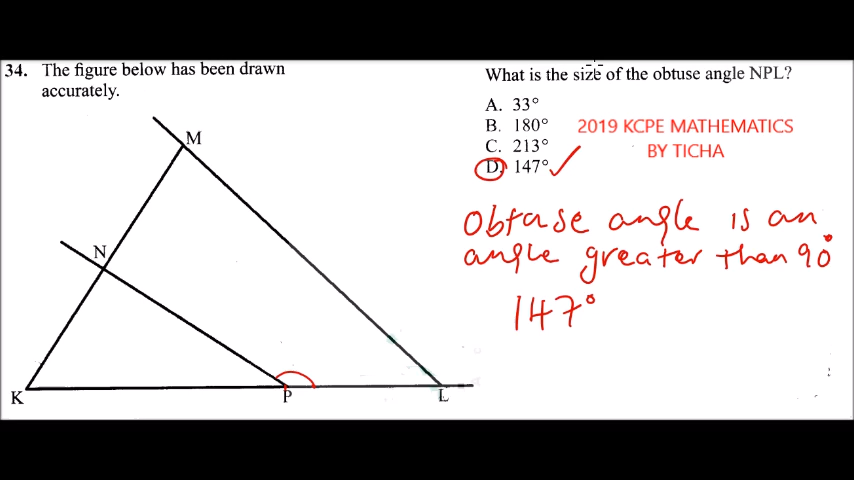 34. The figure below has been drawn
accurately.
M
N
K
P
L
What is the size of the obtuse angle NPL?
A. 33°
B. 180°
C. 213°
D. 147°
2019 KCPE MATHEMATICS
BY TICHA
Obtuse angle is an
angle greater than 90°
147°